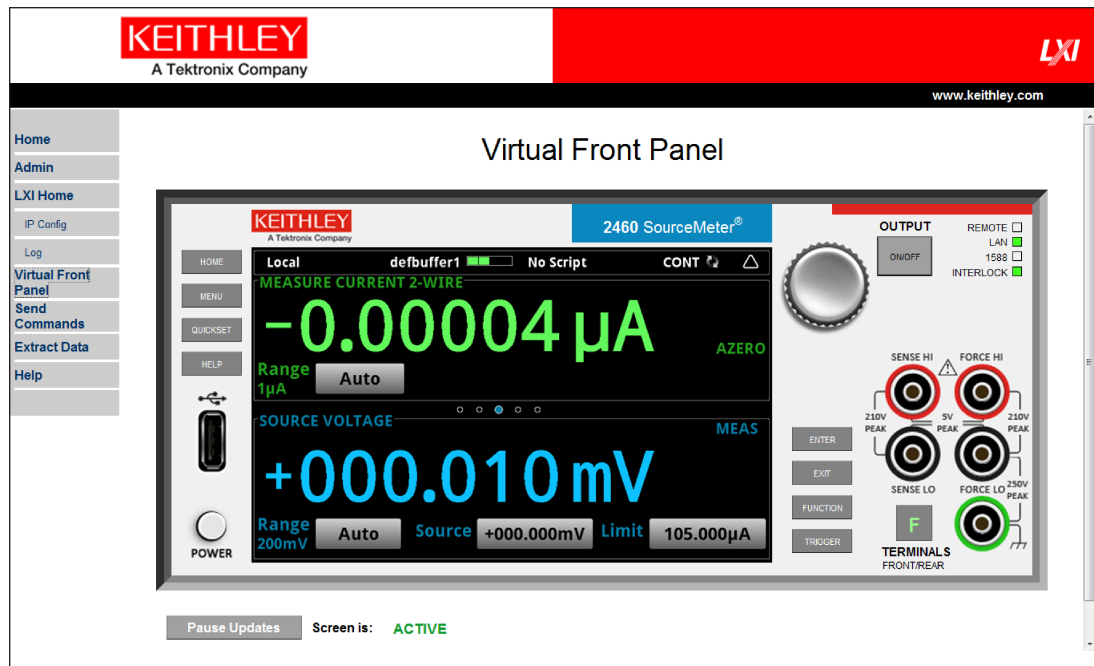 KEITHLEY
A Tektronix Company
LXI
www.keithley.com
Home
Admin
LXI Home
IP Config
Log
Virtual Front
Panel
Send
Commands
Extract Data
Help
Virtual Front Panel
KEITHLEY
A Tektronix Company
2460 SourceMeter®
HOME
MENU
QUICKSET
HELP
POWER
Local defbuffer1 No Script CONT
MEASURE CURRENT 2-WIRE
-0.00004 µA
AZERO
Range
1µA
Auto
SOURCE VOLTAGE
MEAS
+000.010 mV
Range
200mV
Auto
Source +000.000mV
Limit 105.000µA
OUTPUT
ON/OFF
REMOTE
LAN
1588
INTERLOCK
ENTER
EXIT
FUNCTION
TRIGGER
SENSE HI FORCE HI
210V
PEAK
5V
PEAK
210V
PEAK
SENSE LO FORCE LO
250V
PEAK
F
TERMINALS
FRONT/REAR
Pause Updates Screen is: ACTIVE